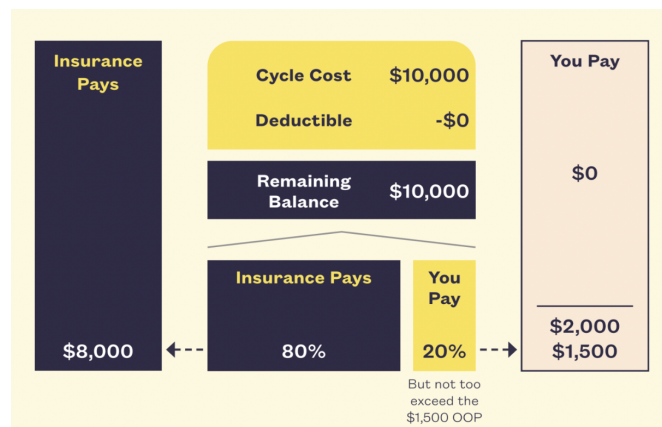 Insurance
Pays
$8,000
Cycle Cost $10,000
Deductible -$0
Remaining
Balance
$10,000
Insurance Pays
80%
You
Pay
20%
But not too
exceed the
$1,500 OOP
You Pay
$0
$2,000
$1,500